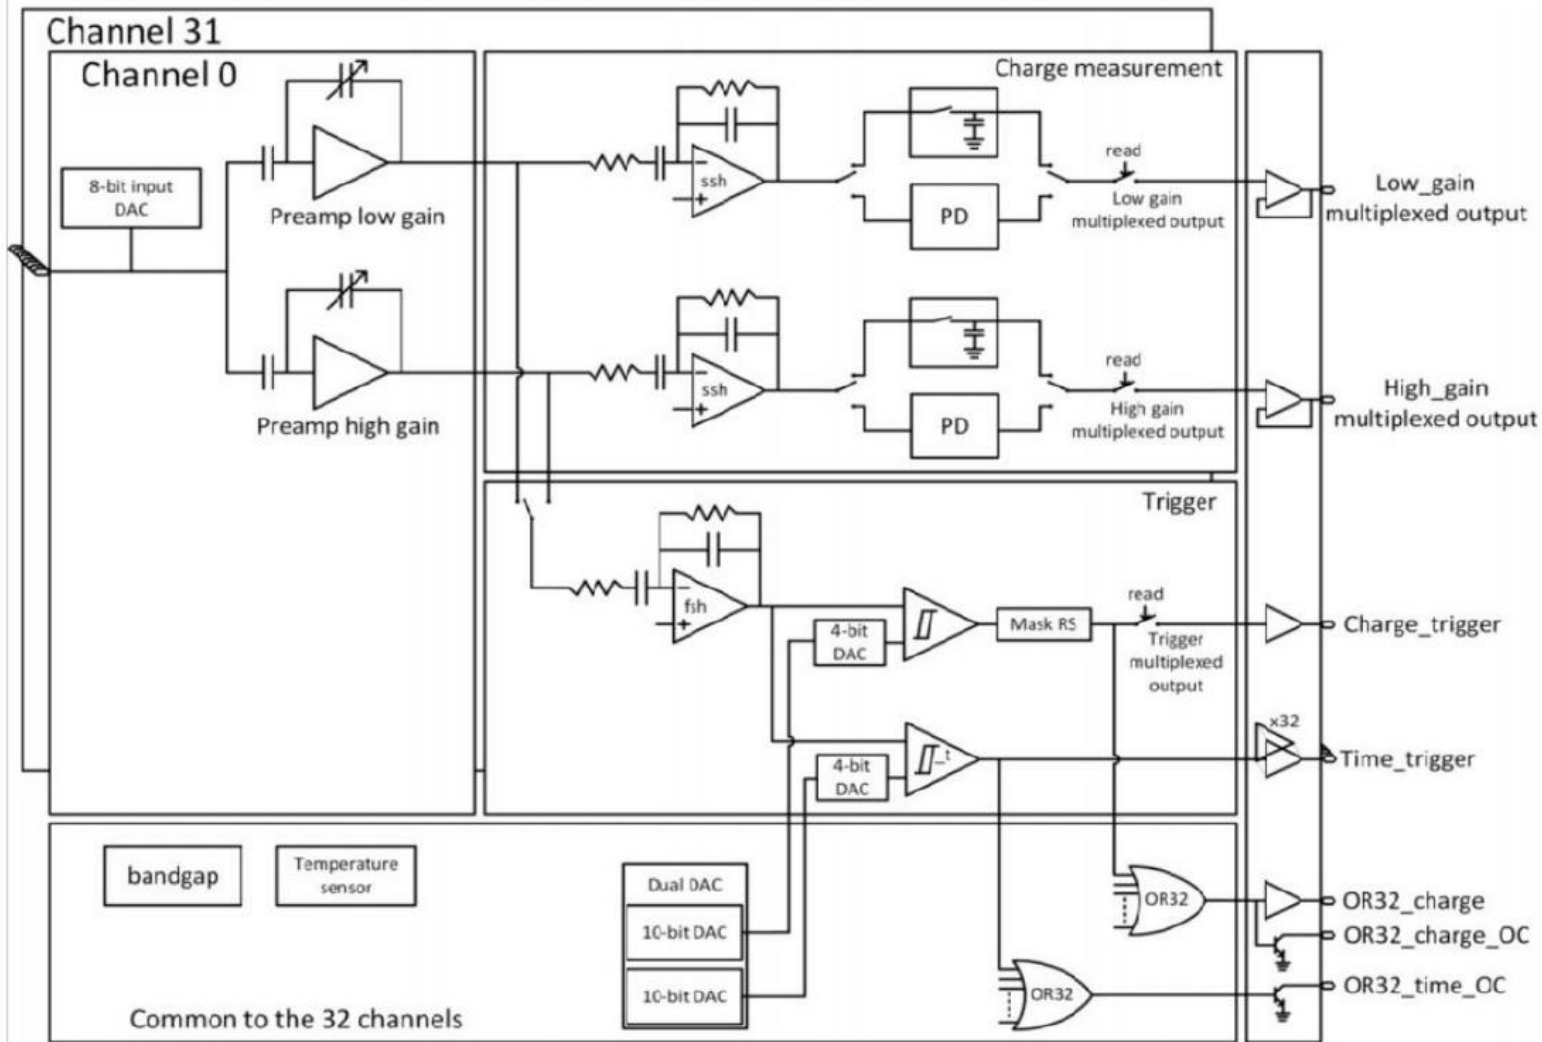 Channel 31
Channel 0
Charge measurement
8-bit input
DAC
Preamp low gain
ssh
PD
read
Low gain
multiplexed output
Low_gain
multiplexed output
Preamp high gain
ssh
PD
read
High gain
multiplexed output
High_gain
multiplexed output
Trigger
fsh
4-bit
DAC
Mask RS
read
Trigger
multiplexed
output
Charge_trigger
4-bit
DAC
_t
x32
Time_trigger
bandgap
Temperature
sensor
Dual DAC
10-bit DAC
10-bit DAC
OR32
OR32
OR32_charge
OR32_charge_OC
OR32_time_OC
Common to the 32 channels